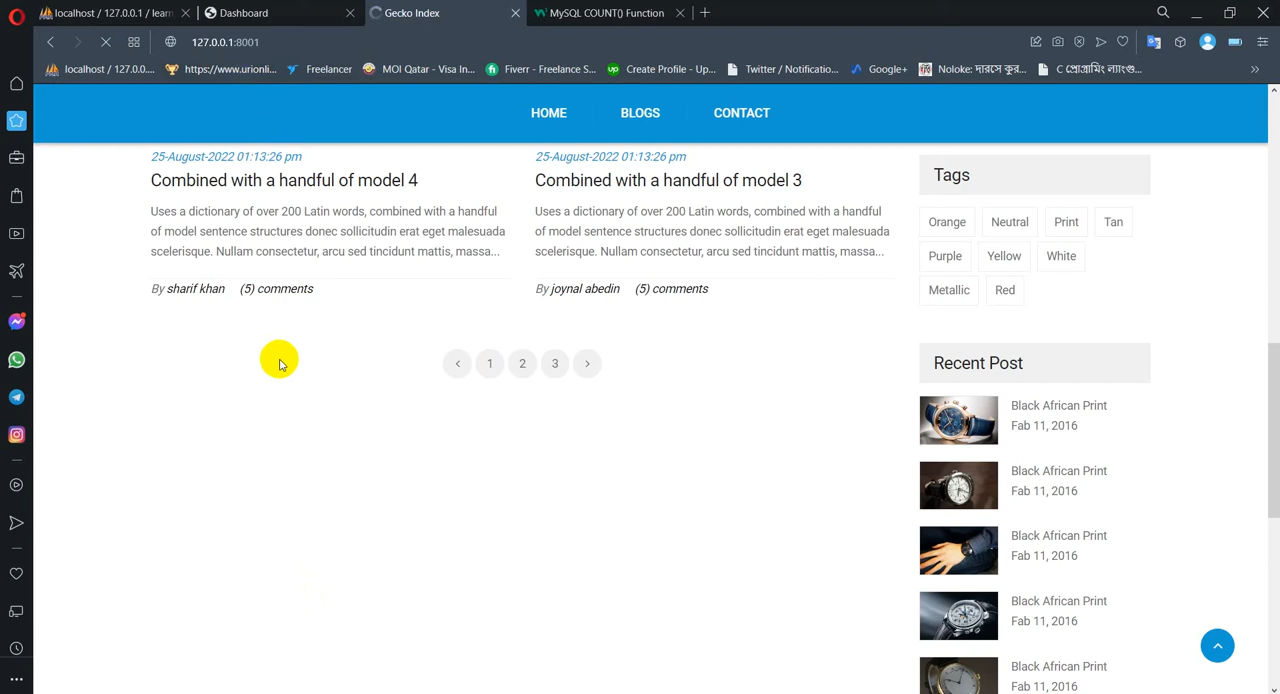 localhost / 127.0.0.1 / learn
Dashboard
Gecko Index
MySQL COUNT() Function
127.0.0.1:8001
localhost / 127.0.0....
https://www.urionli...
Freelancer
MOI Qatar - Visa In...
Fiverr - Freelance S...
Create Profile - Up...
Twitter / Notificatio...
Google+
Noloke: দারসে কুর...
C প্রোগ্রামিং ল্যাংগু...
HOME
BLOGS
CONTACT
25-August-2022 01:13:26 pm
Combined with a handful of model 4
Uses a dictionary of over 200 Latin words, combined with a handful
of model sentence structures donec sollicitudin erat eget malesuada
scelerisque. Nullam consectetur, arcu sed tincidunt mattis, massa...
By sharif khan (5) comments
25-August-2022 01:13:26 pm
Combined with a handful of model 3
Uses a dictionary of over 200 Latin words, combined with a handful
of model sentence structures donec sollicitudin erat eget malesuada
scelerisque. Nullam consectetur, arcu sed tincidunt mattis, massa...
By joynal abedin (5) comments
1 2 3
Tags
Orange Neutral Print Tan
Purple Yellow White
Metallic Red
Recent Post
Black African Print
Fab 11, 2016
Black African Print
Fab 11, 2016
Black African Print
Fab 11, 2016
Black African Print
Fab 11, 2016
Black African Print
Fab 11, 2016